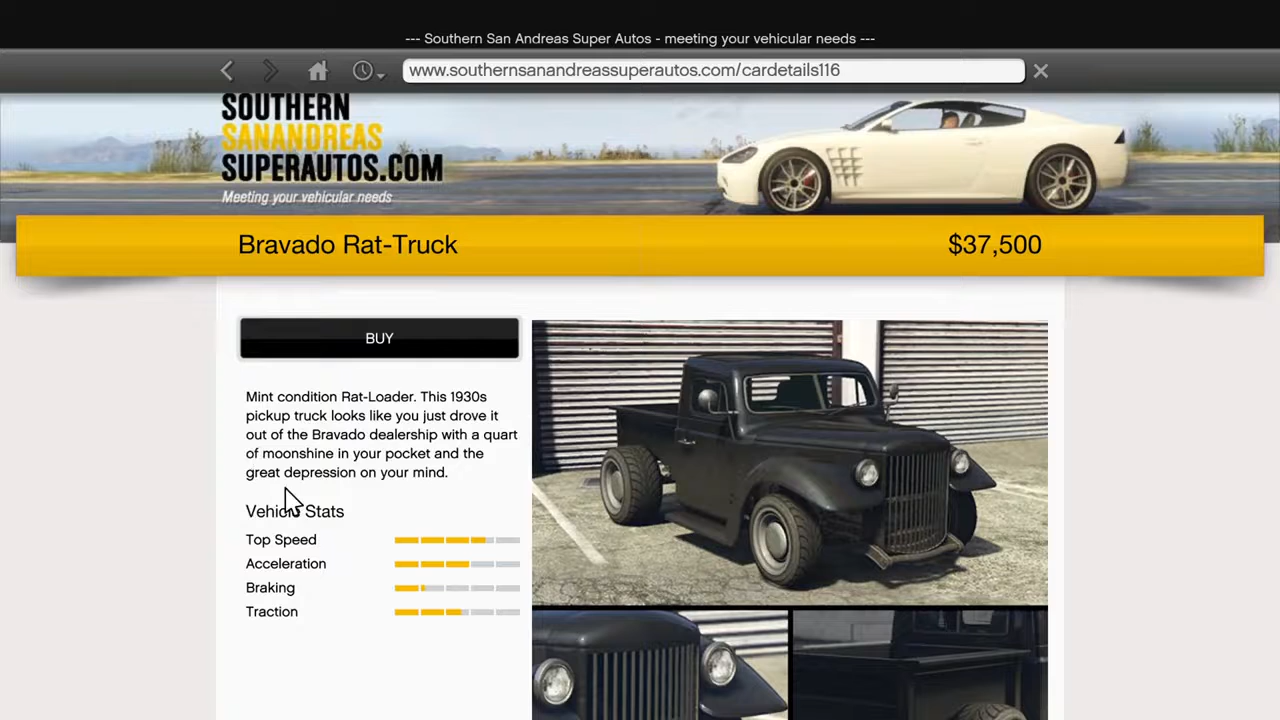 --- Southern San Andreas Super Autos - meeting your vehicular needs ---
www.southernsanandreassuperautos.com/cardetails116
SOUTHERN
SANANDREAS
SUPERAUTOS.COM
Meeting your vehicular needs
Bravado Rat-Truck $37,500
BUY
Mint condition Rat-Loader. This 1930s
pickup truck looks like you just drove it
out of the Bravado dealership with a quart
of moonshine in your pocket and the
great depression on your mind.
Vehicle Stats
Top Speed
Acceleration
Braking
Traction